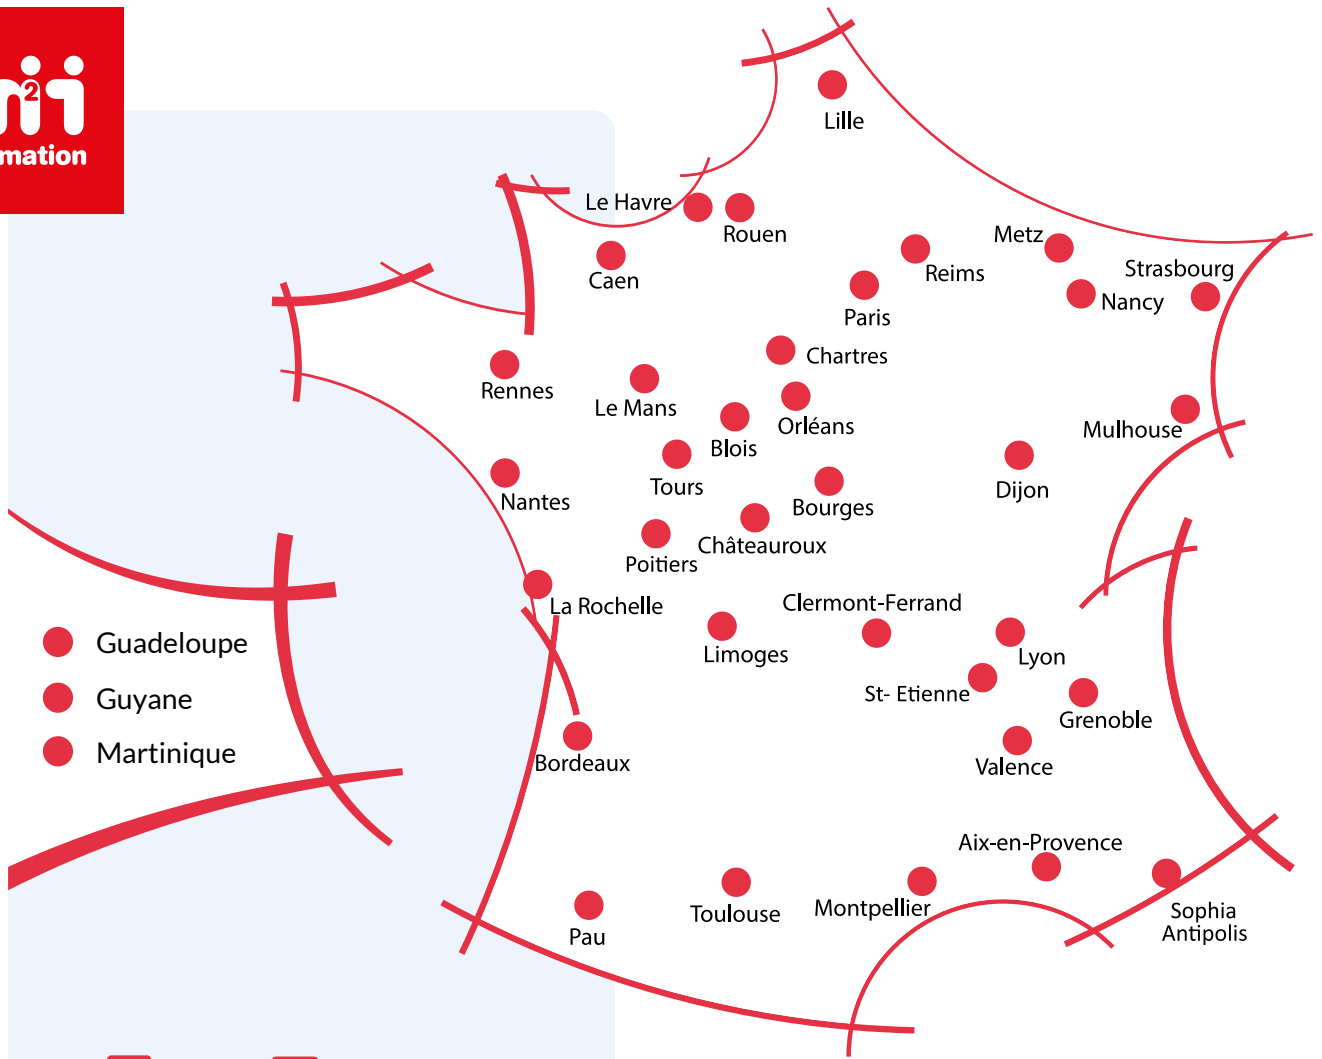 2
mation
Lille
Le Havre
Rouen
Metz
Caen
Reims
Strasbourg
Nancy
Paris
Chartres
Rennes
Le Mans
Orléans
Blois
Mulhouse
Tours
Nantes
Bourges
Dijon
Châteauroux
Poitiers
La Rochelle
Clermont-Ferrand
Guadeloupe
Limoges
Lyon
St- Etienne
Guyane
Grenoble
Martinique
Bordeaux
Valence
Aix-en-Provence
Toulouse
Montpellier
Pau
Sophia
Antipolis